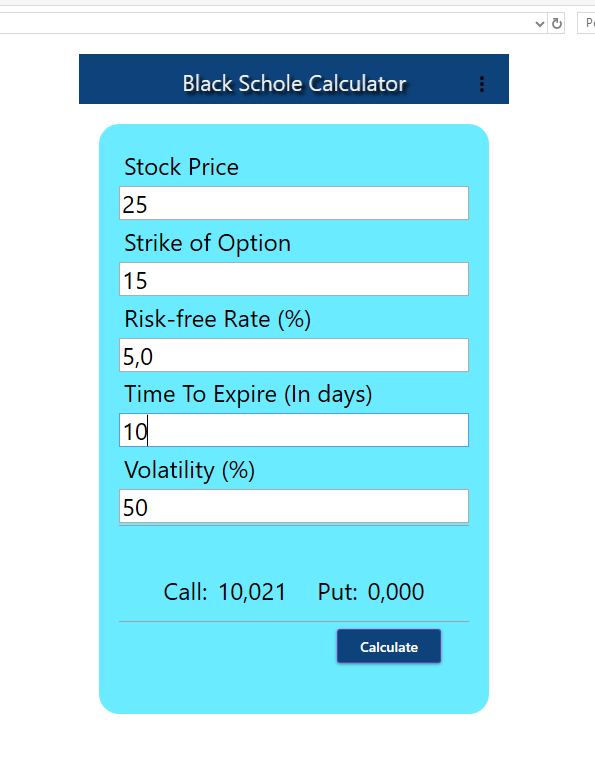 Black Schole Calculator
Stock Price
25
Strike of Option
15
Risk-free Rate (%)
5,0
Time To Expire (In days)
10
Volatility (%)
50
Call: 10,021 Put: 0,000
Calculate